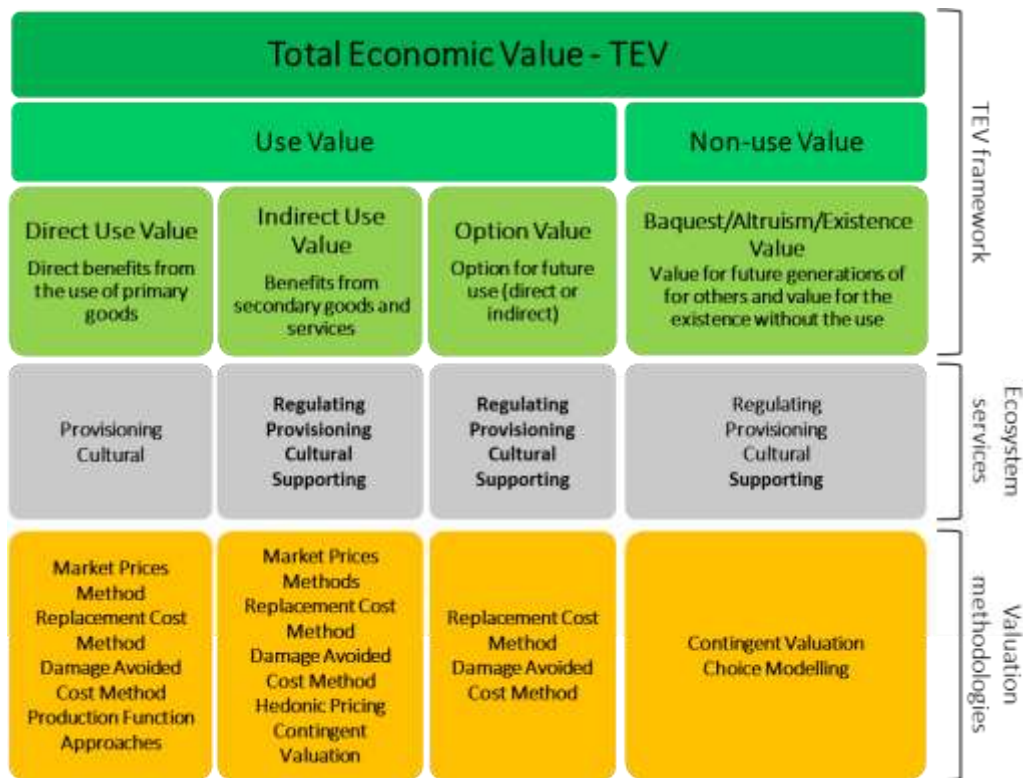 Total Economic Value - TEV
Use Value
Non-use Value
Direct Use Value
Direct benefits from
the use of primary
goods
Indirect Use
Value
Benefits from
secondary goods and
services
Option Value
Option for future
use (direct or
indirect)
Baquest/Altruism/Existence
Value
Value for future generations of
for others and value for the
existence without the use
TEV framework
Provisioning
Cultural
Regulating
Provisioning
Cultural
Supporting
Regulating
Provisioning
Cultural
Supporting
Regulating
Provisioning
Cultural
Supporting
Ecosystem
services
Market Prices
Method
Replacement Cost
Method
Damage Avoided
Cost Method
Production Function
Approaches
Market Prices
Methods
Replacement Cost
Method
Damage Avoided
Cost Method
Hedonic Pricing
Contingent
Valuation
Replacement Cost
Method
Damage Avoided
Cost Method
Contingent Valuation
Choice Modelling
Valuation
methodologies